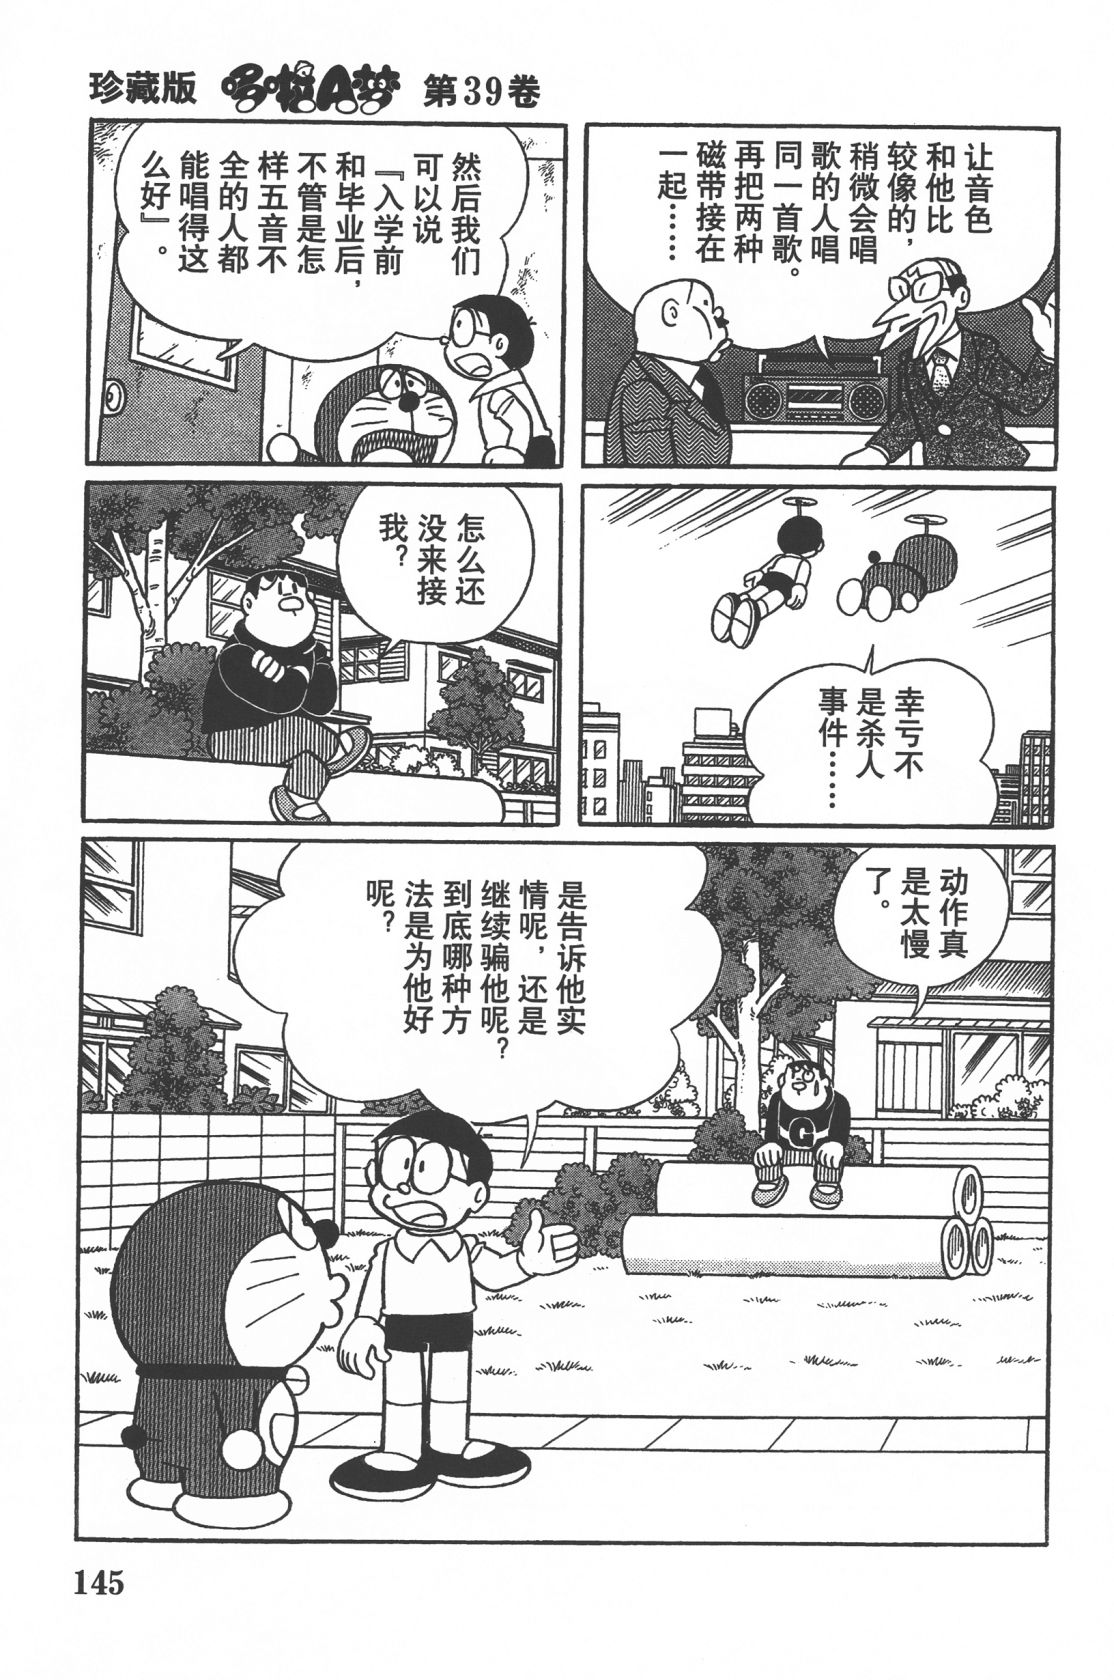 珍藏版 哆啦A梦 第39卷
让音色
和他比
较像的，
稍微会唱
歌的人唱
同一首歌。
再把两种
磁带接在
一起……
然后我们
可以说
『入学前
和毕业后，
不管是怎
样五音不
全的人都
能唱得这
么好』。
幸亏不
是杀人
事件……
怎么还
没来接
我？
动作真
是太慢
了。
G
是告诉他实
情呢，还是
继续骗他呢？
到底哪种方
法是为他好
呢？
145